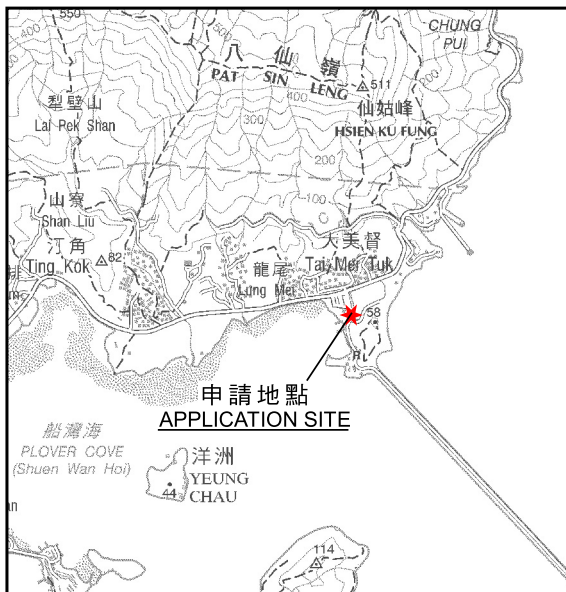 550
CHUNG
PUI
400
八仙嶺
PAT SIN LENG
511
仙姑峰
HSIEN KU FUNG
200
犁壁山
Lai Pek Shan
400
300
200
100
山寮
Shan Liu
汀角
Ting Kok
82
大美督
Tai Mei Tuk
龍尾
Lung Mei
58
申請地點
APPLICATION SITE
船灣海
PLOVER COVE
(Shuen Wan Hoi)
洋洲
YEUNG
CHAU
44
114